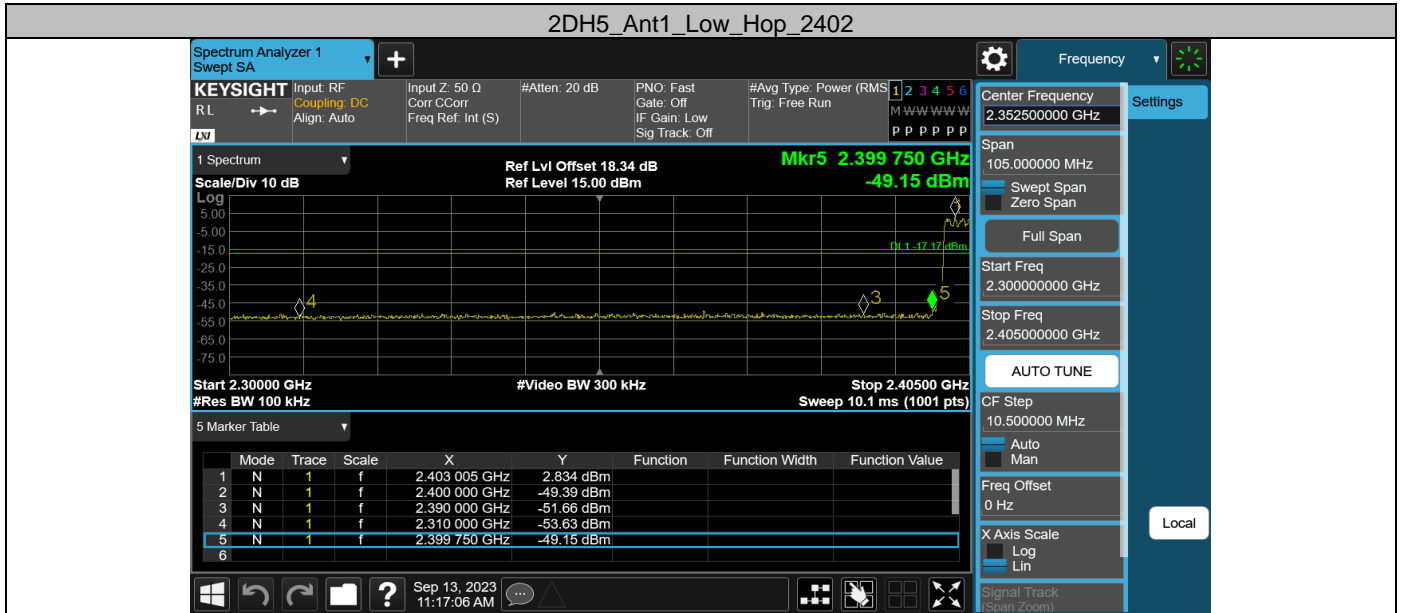 2DH5_Ant1_Low_Hop_2402
Spectrum Analyzer 1
Swept SA
+
Frequency
KEYSIGHT
RL
LXI
Input: RF
Coupling: DC
Align: Auto
Input Z: 50 Ω
Corr CCorr
Freq Ref: Int (S)
#Atten: 20 dB
PNO: Fast
Gate: Off
IF Gain: Low
Sig Track: Off
#Avg Type: Power (RMS
Trig: Free Run
1 2 3 4 5 6
M W W W W W
P P P P P P
1 Spectrum
Scale/Div 10 dB
Ref Lvl Offset 18.34 dB
Ref Level 15.00 dBm
Mkr5 2.399 750 GHz
-49.15 dBm
Log
5.00
-5.00
-15.0
-25.0
-35.0
-45.0
-55.0
-65.0
-75.0
DL1 -17.17 dBm
4
3
5
Start 2.30000 GHz
#Res BW 100 kHz
#Video BW 300 kHz
Stop 2.40500 GHz
Sweep 10.1 ms (1001 pts)
5 Marker Table
Mode Trace Scale X Y Function Function Width Function Value
1 N 1 f 2.403 005 GHz 2.834 dBm
2 N 1 f 2.400 000 GHz -49.39 dBm
3 N 1 f 2.390 000 GHz -51.66 dBm
4 N 1 f 2.310 000 GHz -53.63 dBm
5 N 1 f 2.399 750 GHz -49.15 dBm
6
?
Sep 13, 2023
11:17:06 AM
Center Frequency
2.352500000 GHz
Settings
Span
105.000000 MHz
Swept Span
Zero Span
Full Span
Start Freq
2.300000000 GHz
Stop Freq
2.405000000 GHz
AUTO TUNE
CF Step
10.500000 MHz
Auto
Man
Freq Offset
0 Hz
X Axis Scale
Log
Lin
Local
Signal Track
(Span Zoom)